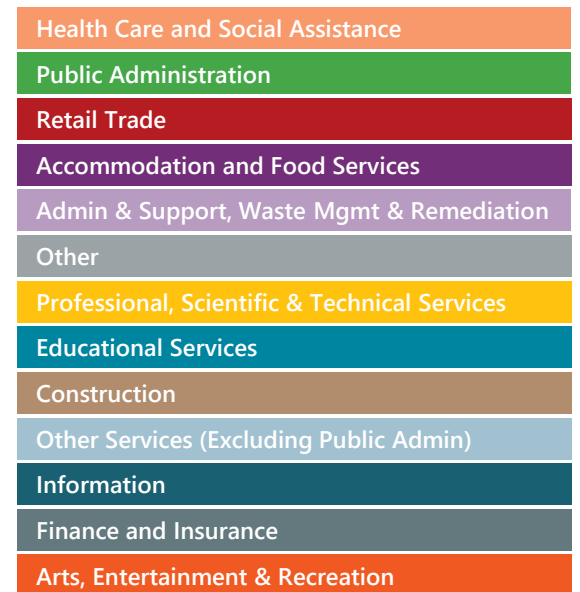 Health Care and Social Assistance
Public Administration
Retail Trade
Accommodation and Food Services
Admin & Support, Waste Mgmt & Remediation
Other
Professional, Scientific & Technical Services
Educational Services
Construction
Other Services (Excluding Public Admin)
Information
Finance and Insurance
Arts, Entertainment & Recreation